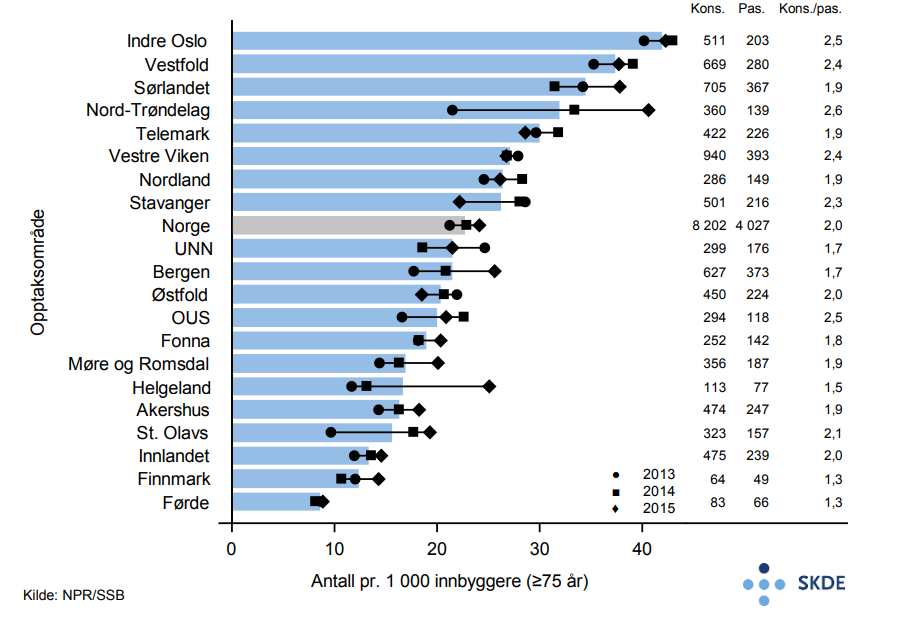 Kons. Pas. Kons./pas.
Indre Oslo 511 203 2,5
Vestfold 669 280 2,4
Sørlandet 705 367 1,9
Nord-Trøndelag 360 139 2,6
Telemark 422 226 1,9
Vestre Viken 940 393 2,4
Nordland 286 149 1,9
Stavanger 501 216 2,3
Norge 8 202 4 027 2,0
UNN 299 176 1,7
Bergen 627 373 1,7
Østfold 450 224 2,0
OUS 294 118 2,5
Fonna 252 142 1,8
Møre og Romsdal 356 187 1,9
Helgeland 113 77 1,5
Akershus 474 247 1,9
St. Olavs 323 157 2,1
Innlandet 475 239 2,0
Finnmark 64 49 1,3
Førde 83 66 1,3
Opptaksområde
2013
2014
2015
0 10 20 30 40
Antall pr. 1 000 innbyggere (≥75 år)
Kilde: NPR/SSB
SKDE